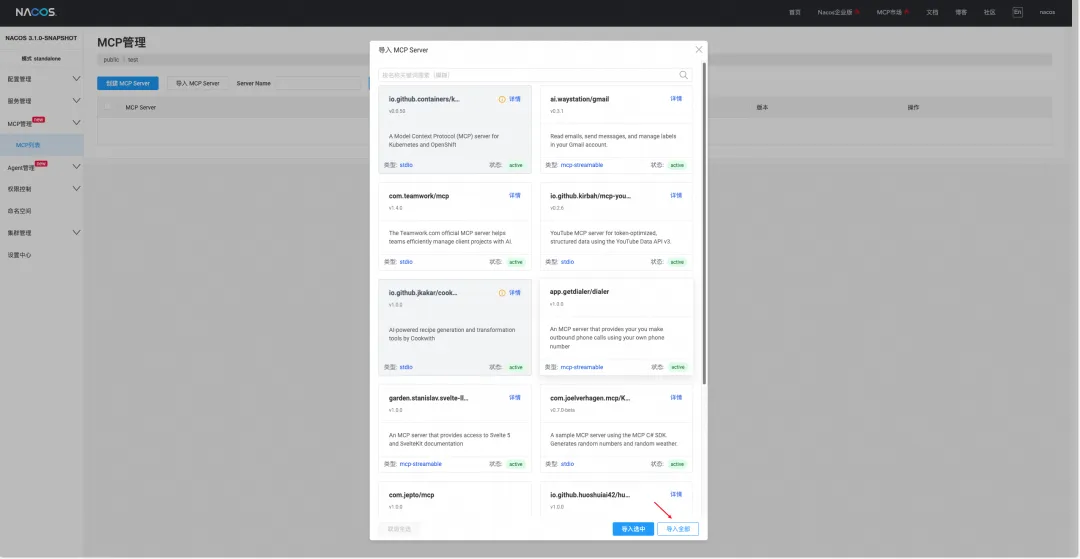 NACOS.
首页 Nacos企业版 MCP市场 文档 博客 社区 En nacos
NACOS 3.1.0-SNAPSHOT
模式 standalone
配置管理
服务管理
MCP管理 new
MCP列表
Agent管理 new
权限控制
命名空间
集群管理
设置中心
MCP管理
public test
创建 MCP Server 导入 MCP Server Server Name
MCP Server 版本 操作
导入 MCP Server
io.github.containers/k... 详情
v0.0.50
A Model Context Protocol (MCP) server for
Kubernetes and OpenShift
类型: stdio 状态: active
ai.waystation/gmail 详情
v0.3.1
Read emails, send messages, and manage labels
in your Gmail account.
类型: mcp-streamable 状态: active
com.teamwork/mcp 详情
v1.4.0
The Teamwork.com official MCP server helps
teams efficiently manage client projects with AI.
类型: stdio 状态: active
io.github.kirbah/mcp-you... 详情
v0.2.6
YouTube MCP server for token-optimized,
structured data using the YouTube Data API v3.
类型: stdio 状态: active
io.github.jkakar/cook... 详情
v1.0.0
AI-powered recipe generation and transformation
tools by Cookwith
类型: stdio 状态: active
app.getdialer/dialer
v1.0.0
An MCP server that provides your you make
outbound phone calls using your own phone
number
类型: mcp-streamable 状态: active
garden.stanislav.svelte-ll... 详情
v1.0.0
An MCP server that provides access to Svelte 5
and SvelteKit documentation
类型: mcp-streamable 状态: active
com.joelverhagen.mcp/K... 详情
v0.7.0-beta
A sample MCP server using the MCP C# SDK.
Generates random numbers and random weather.
类型: stdio 状态: active
com.jepto/mcp
v1.0.0
io.github.huoshuiai42/hu... 详情
v1.0.0
导入选中 导入全部